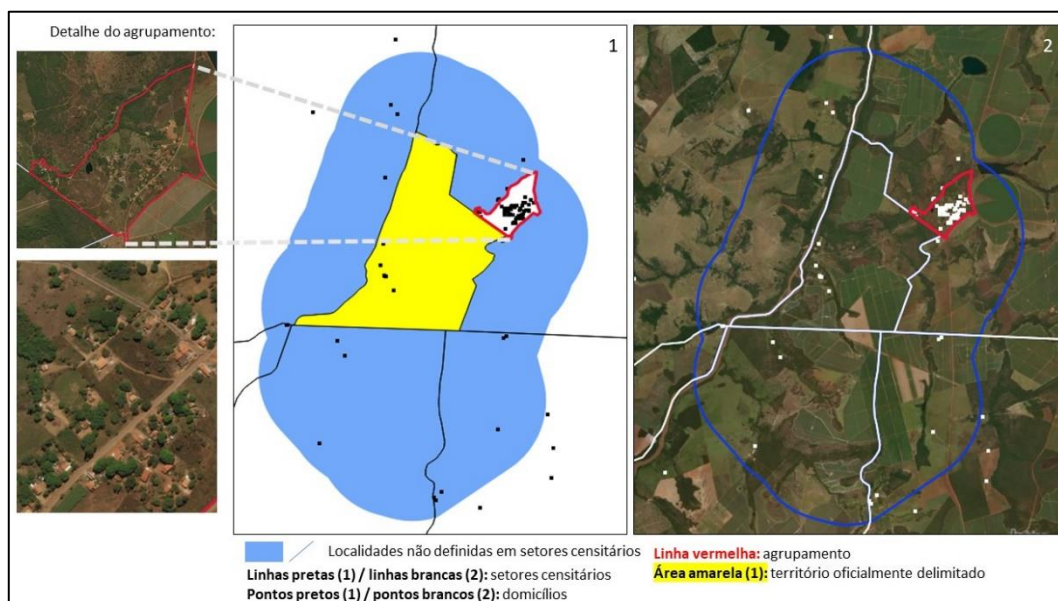 Detalhe do agrupamento:
1
2
Localidades não definidas em setores censitários
Linhas pretas (1) / linhas brancas (2): setores censitários
Pontos pretos (1) / pontos brancos (2): domicílios
Linha vermelha: agrupamento
Área amarela (1): território oficialmente delimitado